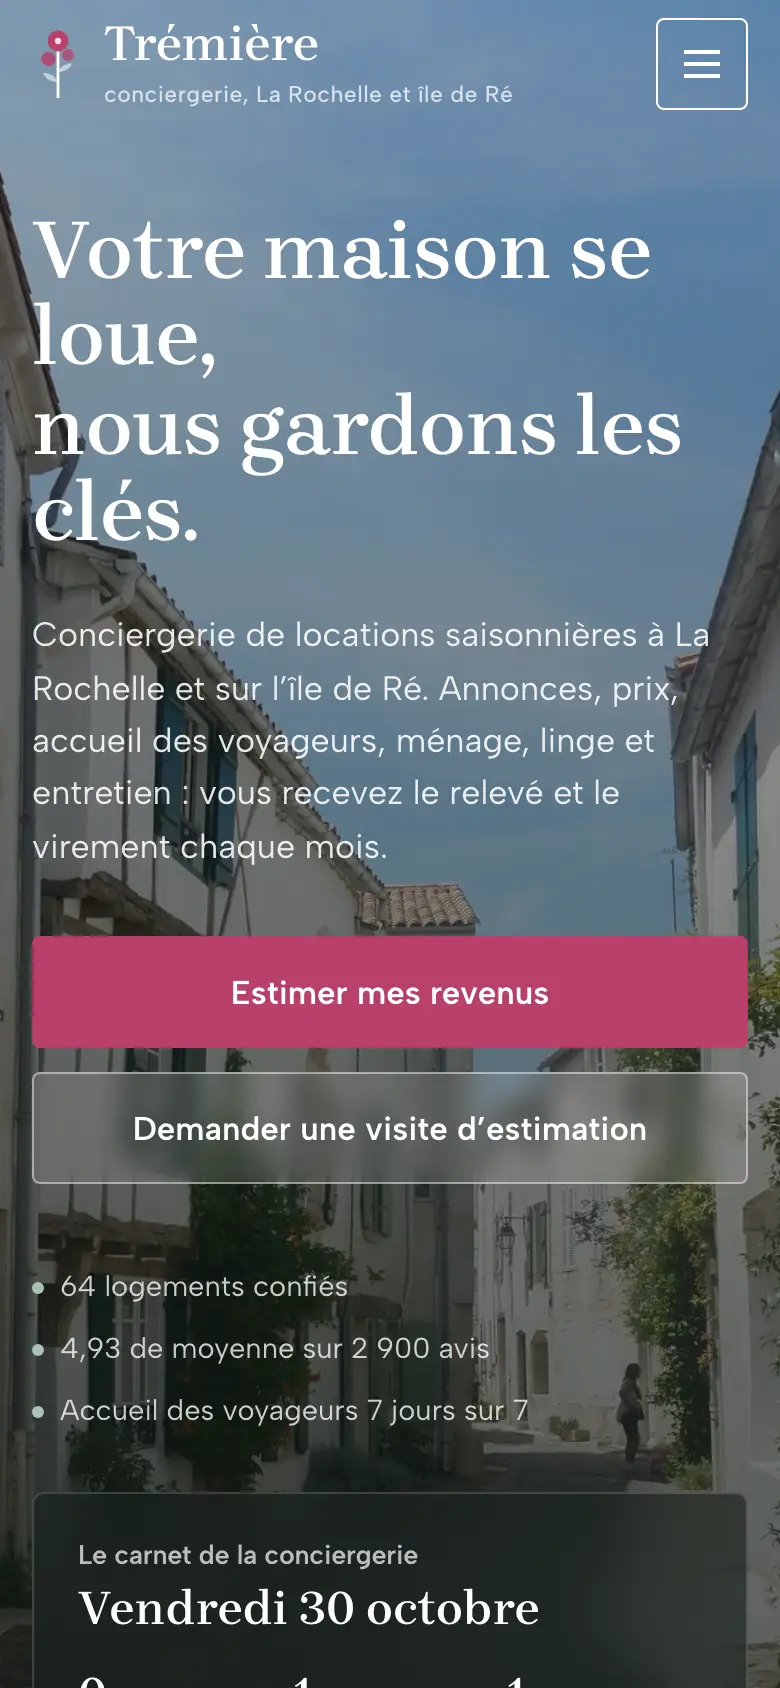 Trémière
conciergerie, La Rochelle et île de Ré
Votre maison se
loue,
nous gardons les
clés.
Conciergerie de locations saisonnières à La
Rochelle et sur l’île de Ré. Annonces, prix,
accueil des voyageurs, ménage, linge et
entretien : vous recevez le relevé et le
virement chaque mois.
Estimer mes revenus
Demander une visite d’estimation
64 logements confiés
4,93 de moyenne sur 2 900 avis
Accueil des voyageurs 7 jours sur 7
Le carnet de la conciergerie
Vendredi 30 octobre